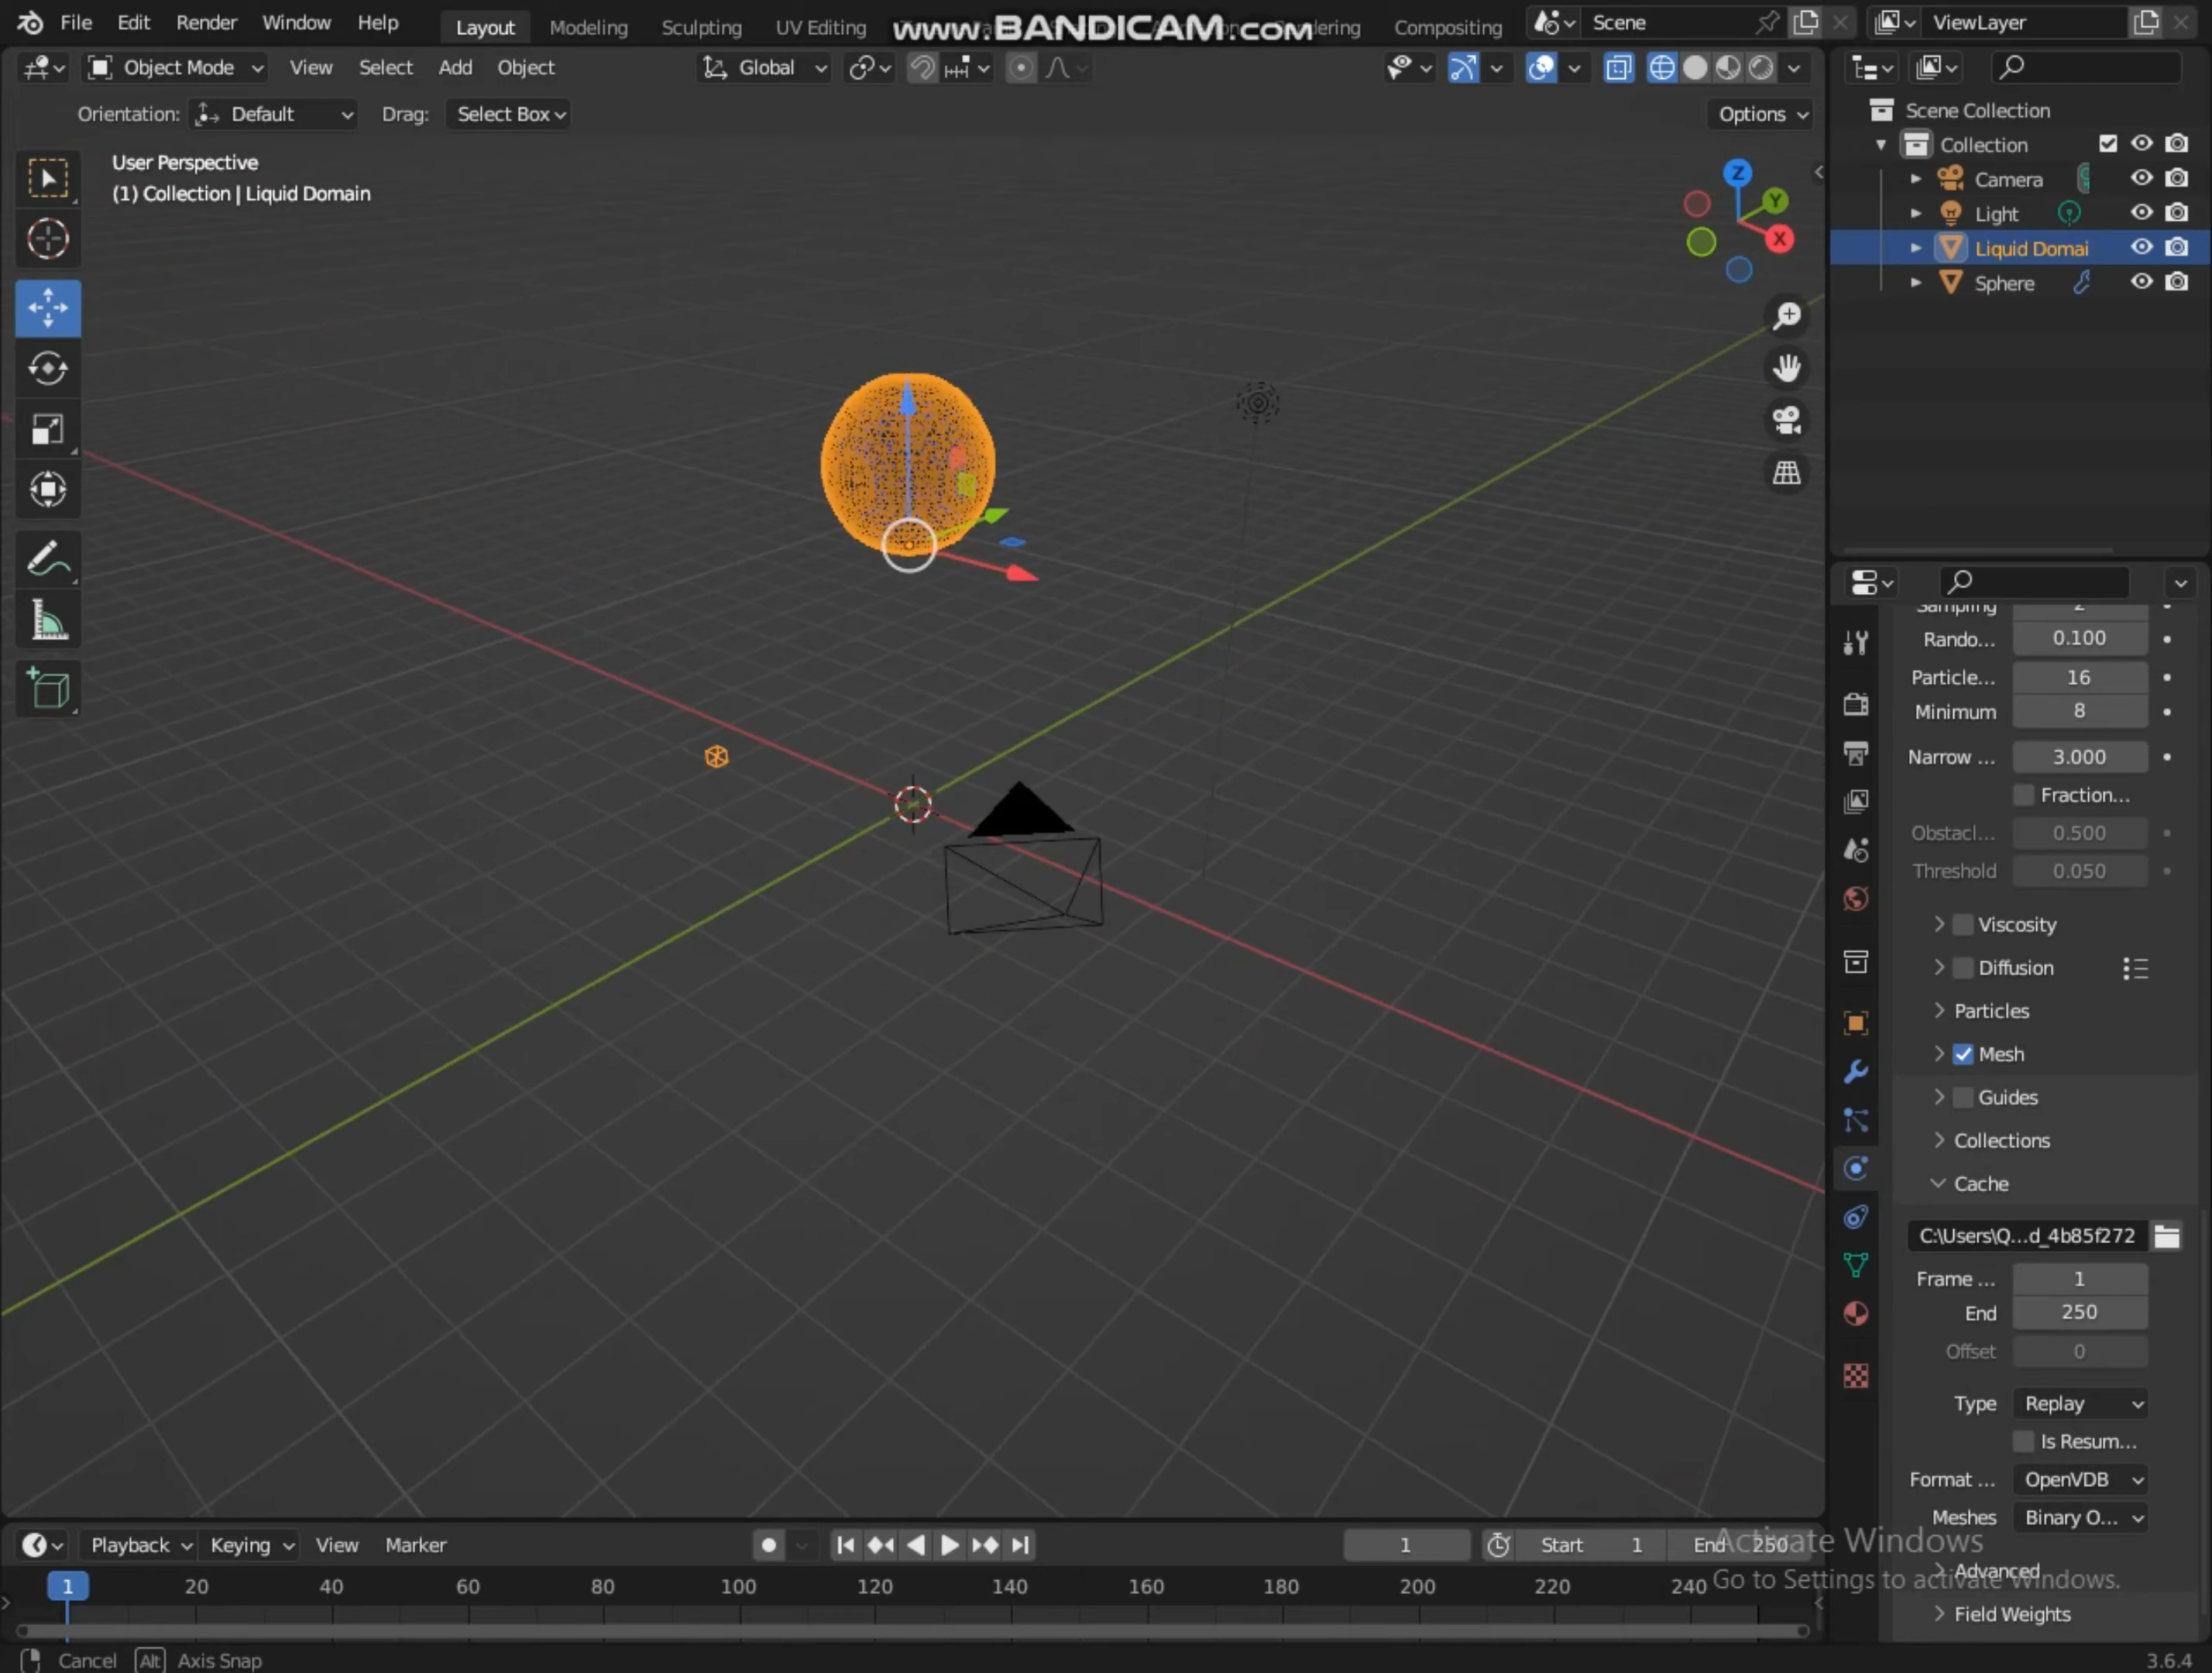 File Edit Render Window Help Layout Modeling Sculpting UV Editing www.BANDICAM.com Rendering Compositing Scene ViewLayer
Object Mode View Select Add Object Global
Orientation: Default Drag: Select Box Options
User Perspective
(1) Collection | Liquid Domain
Z
Y
X
Scene Collection
Collection
Camera
Light
Liquid Domai
Sphere
Sampling 2
Rando... 0.100
Particle... 16
Minimum 8
Narrow ... 3.000
Fraction...
Obstacl... 0.500
Threshold 0.050
Viscosity
Diffusion
Particles
Mesh
Guides
Collections
Cache
C:\Users\Q...d_4b85f272
Frame ... 1
End 250
Offset 0
Type Replay
Is Resum...
Format ... OpenVDB
Meshes Binary O...
Advanced
Field Weights
Activate Windows
Go to Settings to activate Windows.
Playback Keying View Marker 1 Start 1 End 250
1 20 40 60 80 100 120 140 160 180 200 220 240
Cancel Alt Axis Snap 3.6.4